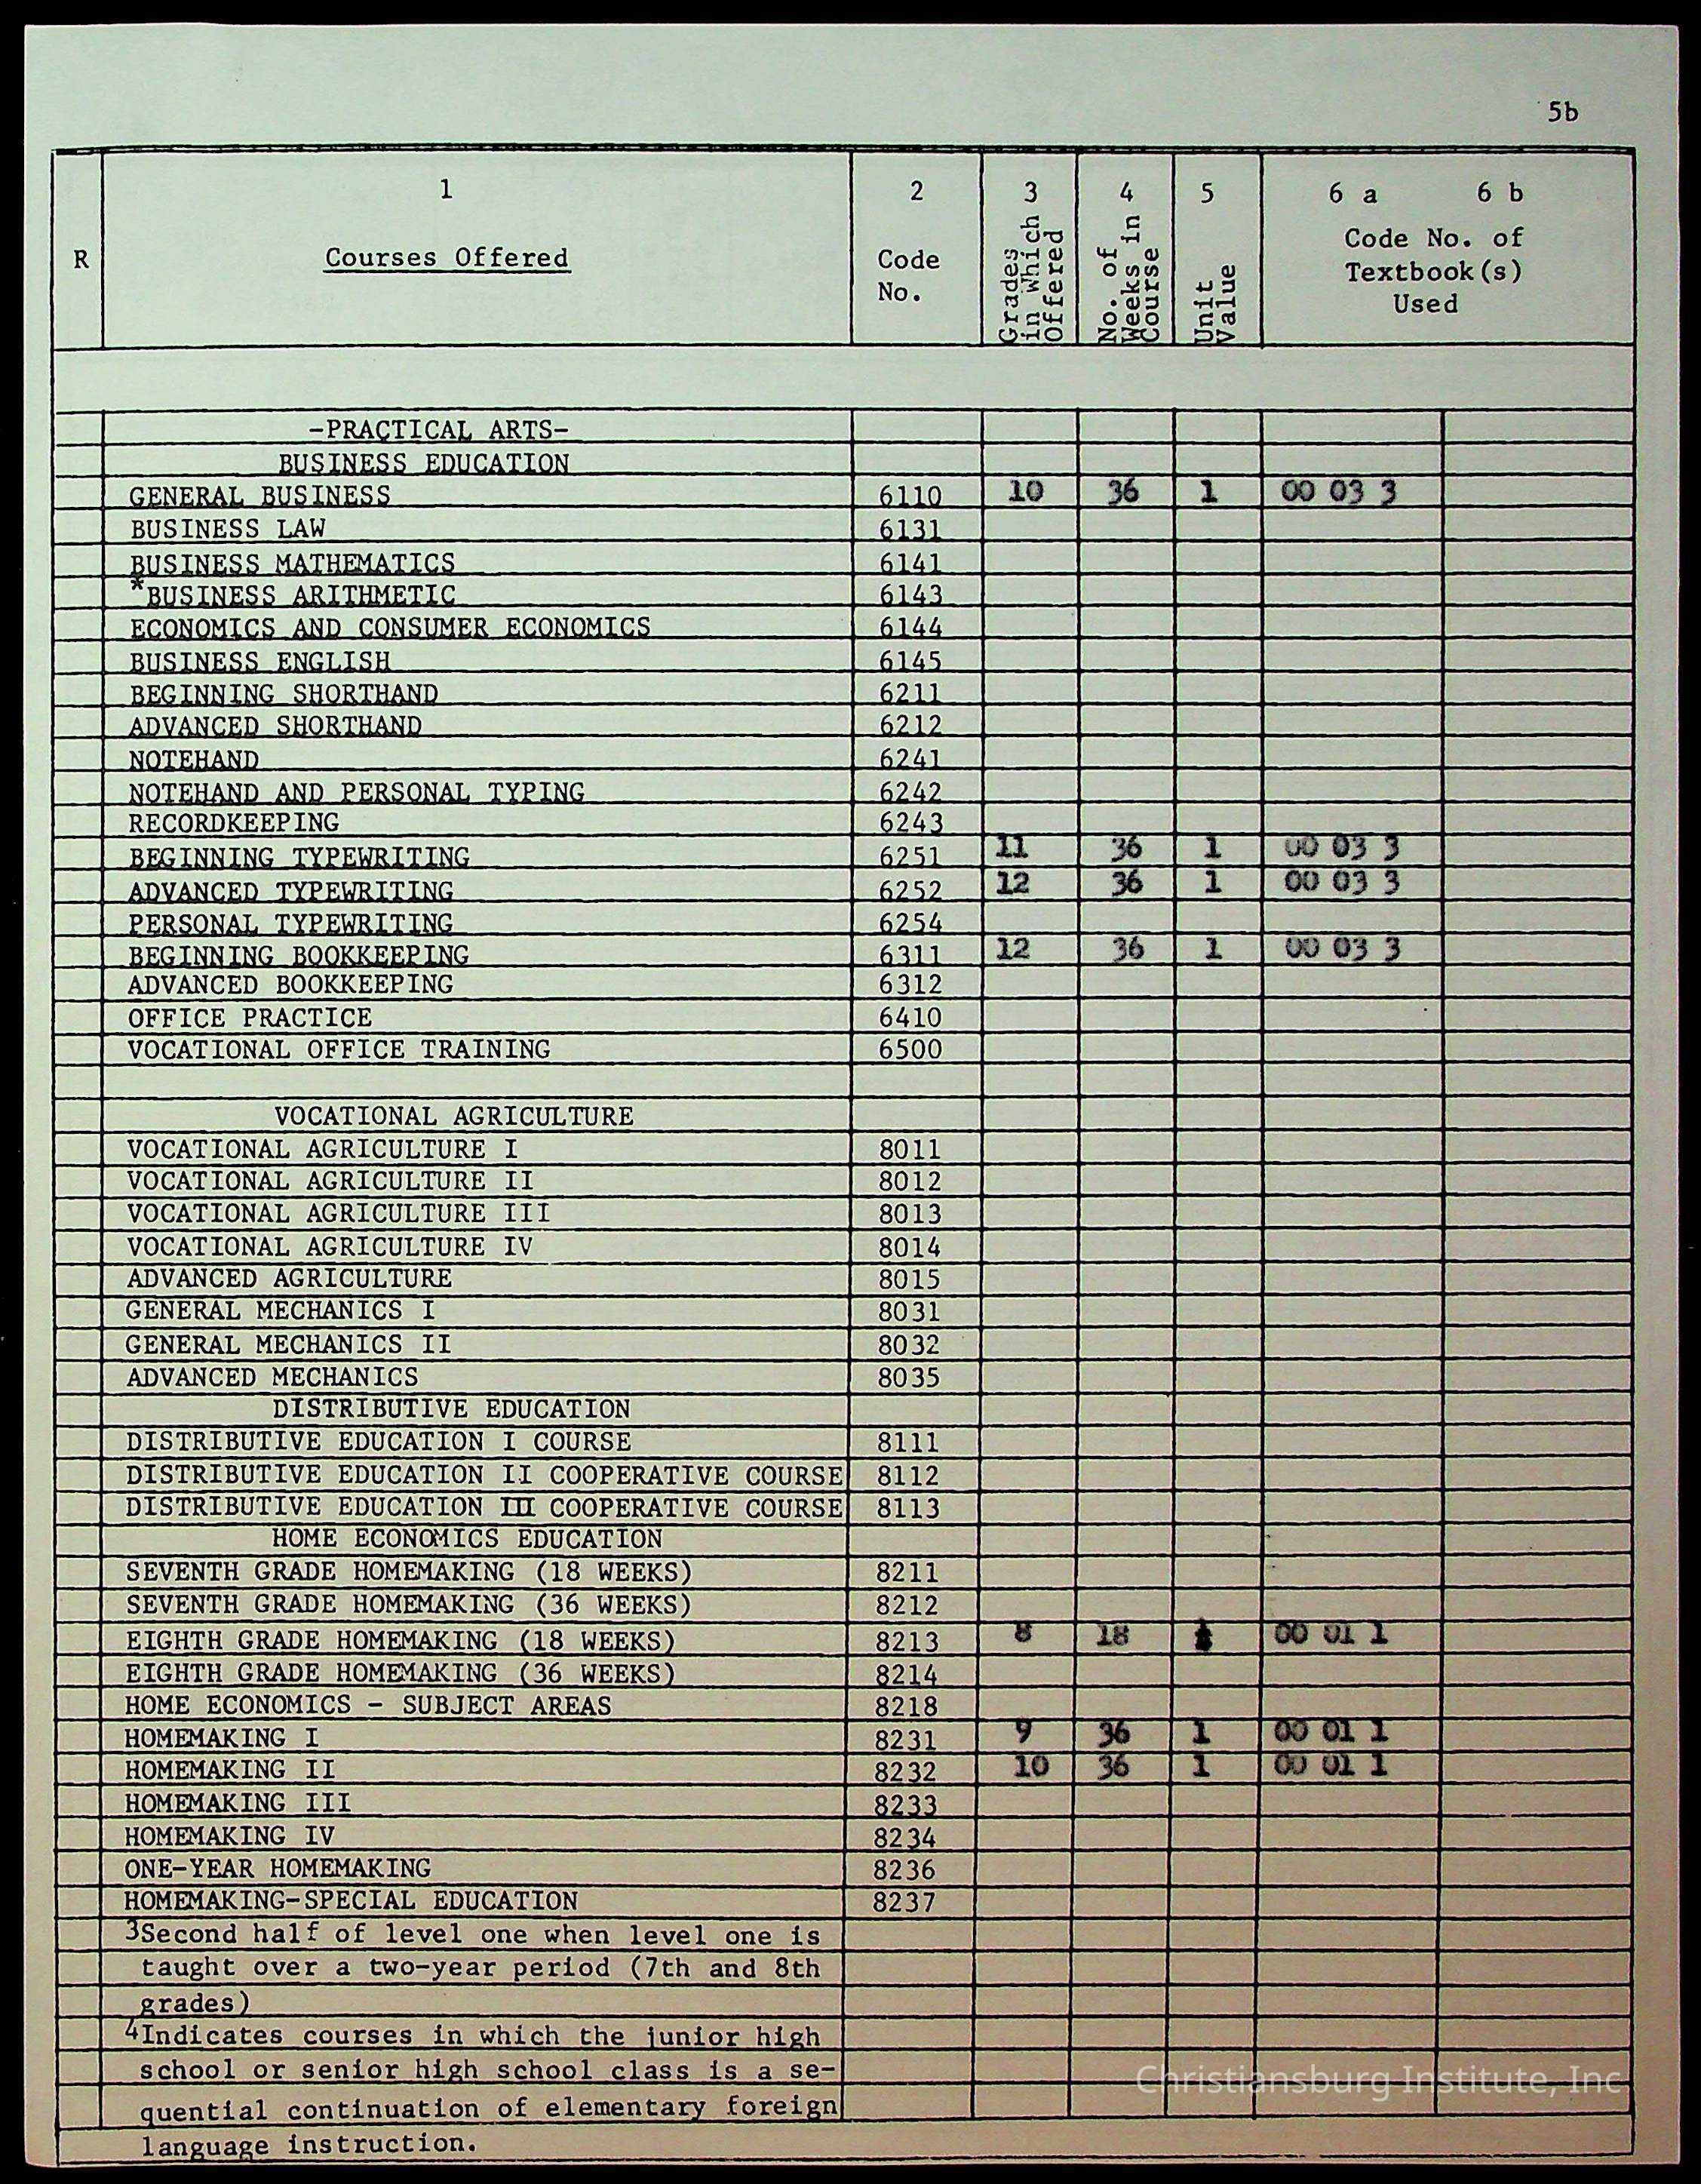 5b
1 2 3 4 5 6 a 6 b
R Courses Offered Code No. Grades in which Offered No. of Weeks in Course Unit Value Code No. of Textbook(s) Used
-PRACTICAL ARTS-
BUSINESS EDUCATION
GENERAL BUSINESS 6110 10 36 1 00 03 3
BUSINESS LAW 6131
BUSINESS MATHEMATICS 6141
*BUSINESS ARITHMETIC 6143
ECONOMICS AND CONSUMER ECONOMICS 6144
BUSINESS ENGLISH 6145
BEGINNING SHORTHAND 6211
ADVANCED SHORTHAND 6212
NOTEHAND 6241
NOTEHAND AND PERSONAL TYPING 6242
RECORDKEEPING 6243
BEGINNING TYPEWRITING 6251 11 36 1 00 03 3
ADVANCED TYPEWRITING 6252 12 36 1 00 03 3
PERSONAL TYPEWRITING 6254
BEGINNING BOOKKEEPING 6311 12 36 1 00 03 3
ADVANCED BOOKKEEPING 6312
OFFICE PRACTICE 6410
VOCATIONAL OFFICE TRAINING 6500
VOCATIONAL AGRICULTURE
VOCATIONAL AGRICULTURE I 8011
VOCATIONAL AGRICULTURE II 8012
VOCATIONAL AGRICULTURE III 8013
VOCATIONAL AGRICULTURE IV 8014
ADVANCED AGRICULTURE 8015
GENERAL MECHANICS I 8031
GENERAL MECHANICS II 8032
ADVANCED MECHANICS 8035
DISTRIBUTIVE EDUCATION
DISTRIBUTIVE EDUCATION I COURSE 8111
DISTRIBUTIVE EDUCATION II COOPERATIVE COURSE 8112
DISTRIBUTIVE EDUCATION III COOPERATIVE COURSE 8113
HOME ECONOMICS EDUCATION
SEVENTH GRADE HOMEMAKING (18 WEEKS) 8211
SEVENTH GRADE HOMEMAKING (36 WEEKS) 8212
EIGHTH GRADE HOMEMAKING (18 WEEKS) 8213 8 18 00 01 1
EIGHTH GRADE HOMEMAKING (36 WEEKS) 8214
HOME ECONOMICS - SUBJECT AREAS 8218
HOMEMAKING I 8231 9 36 1 00 01 1
HOMEMAKING II 8232 10 36 1 00 01 1
HOMEMAKING III 8233
HOMEMAKING IV 8234
ONE-YEAR HOMEMAKING 8236
HOMEMAKING-SPECIAL EDUCATION 8237
3Second half of level one when level one is
taught over a two-year period (7th and 8th
grades)
4Indicates courses in which the junior high
school or senior high school class is a se-
quential continuation of elementary foreign
language instruction.
Christiansburg Institute, Inc